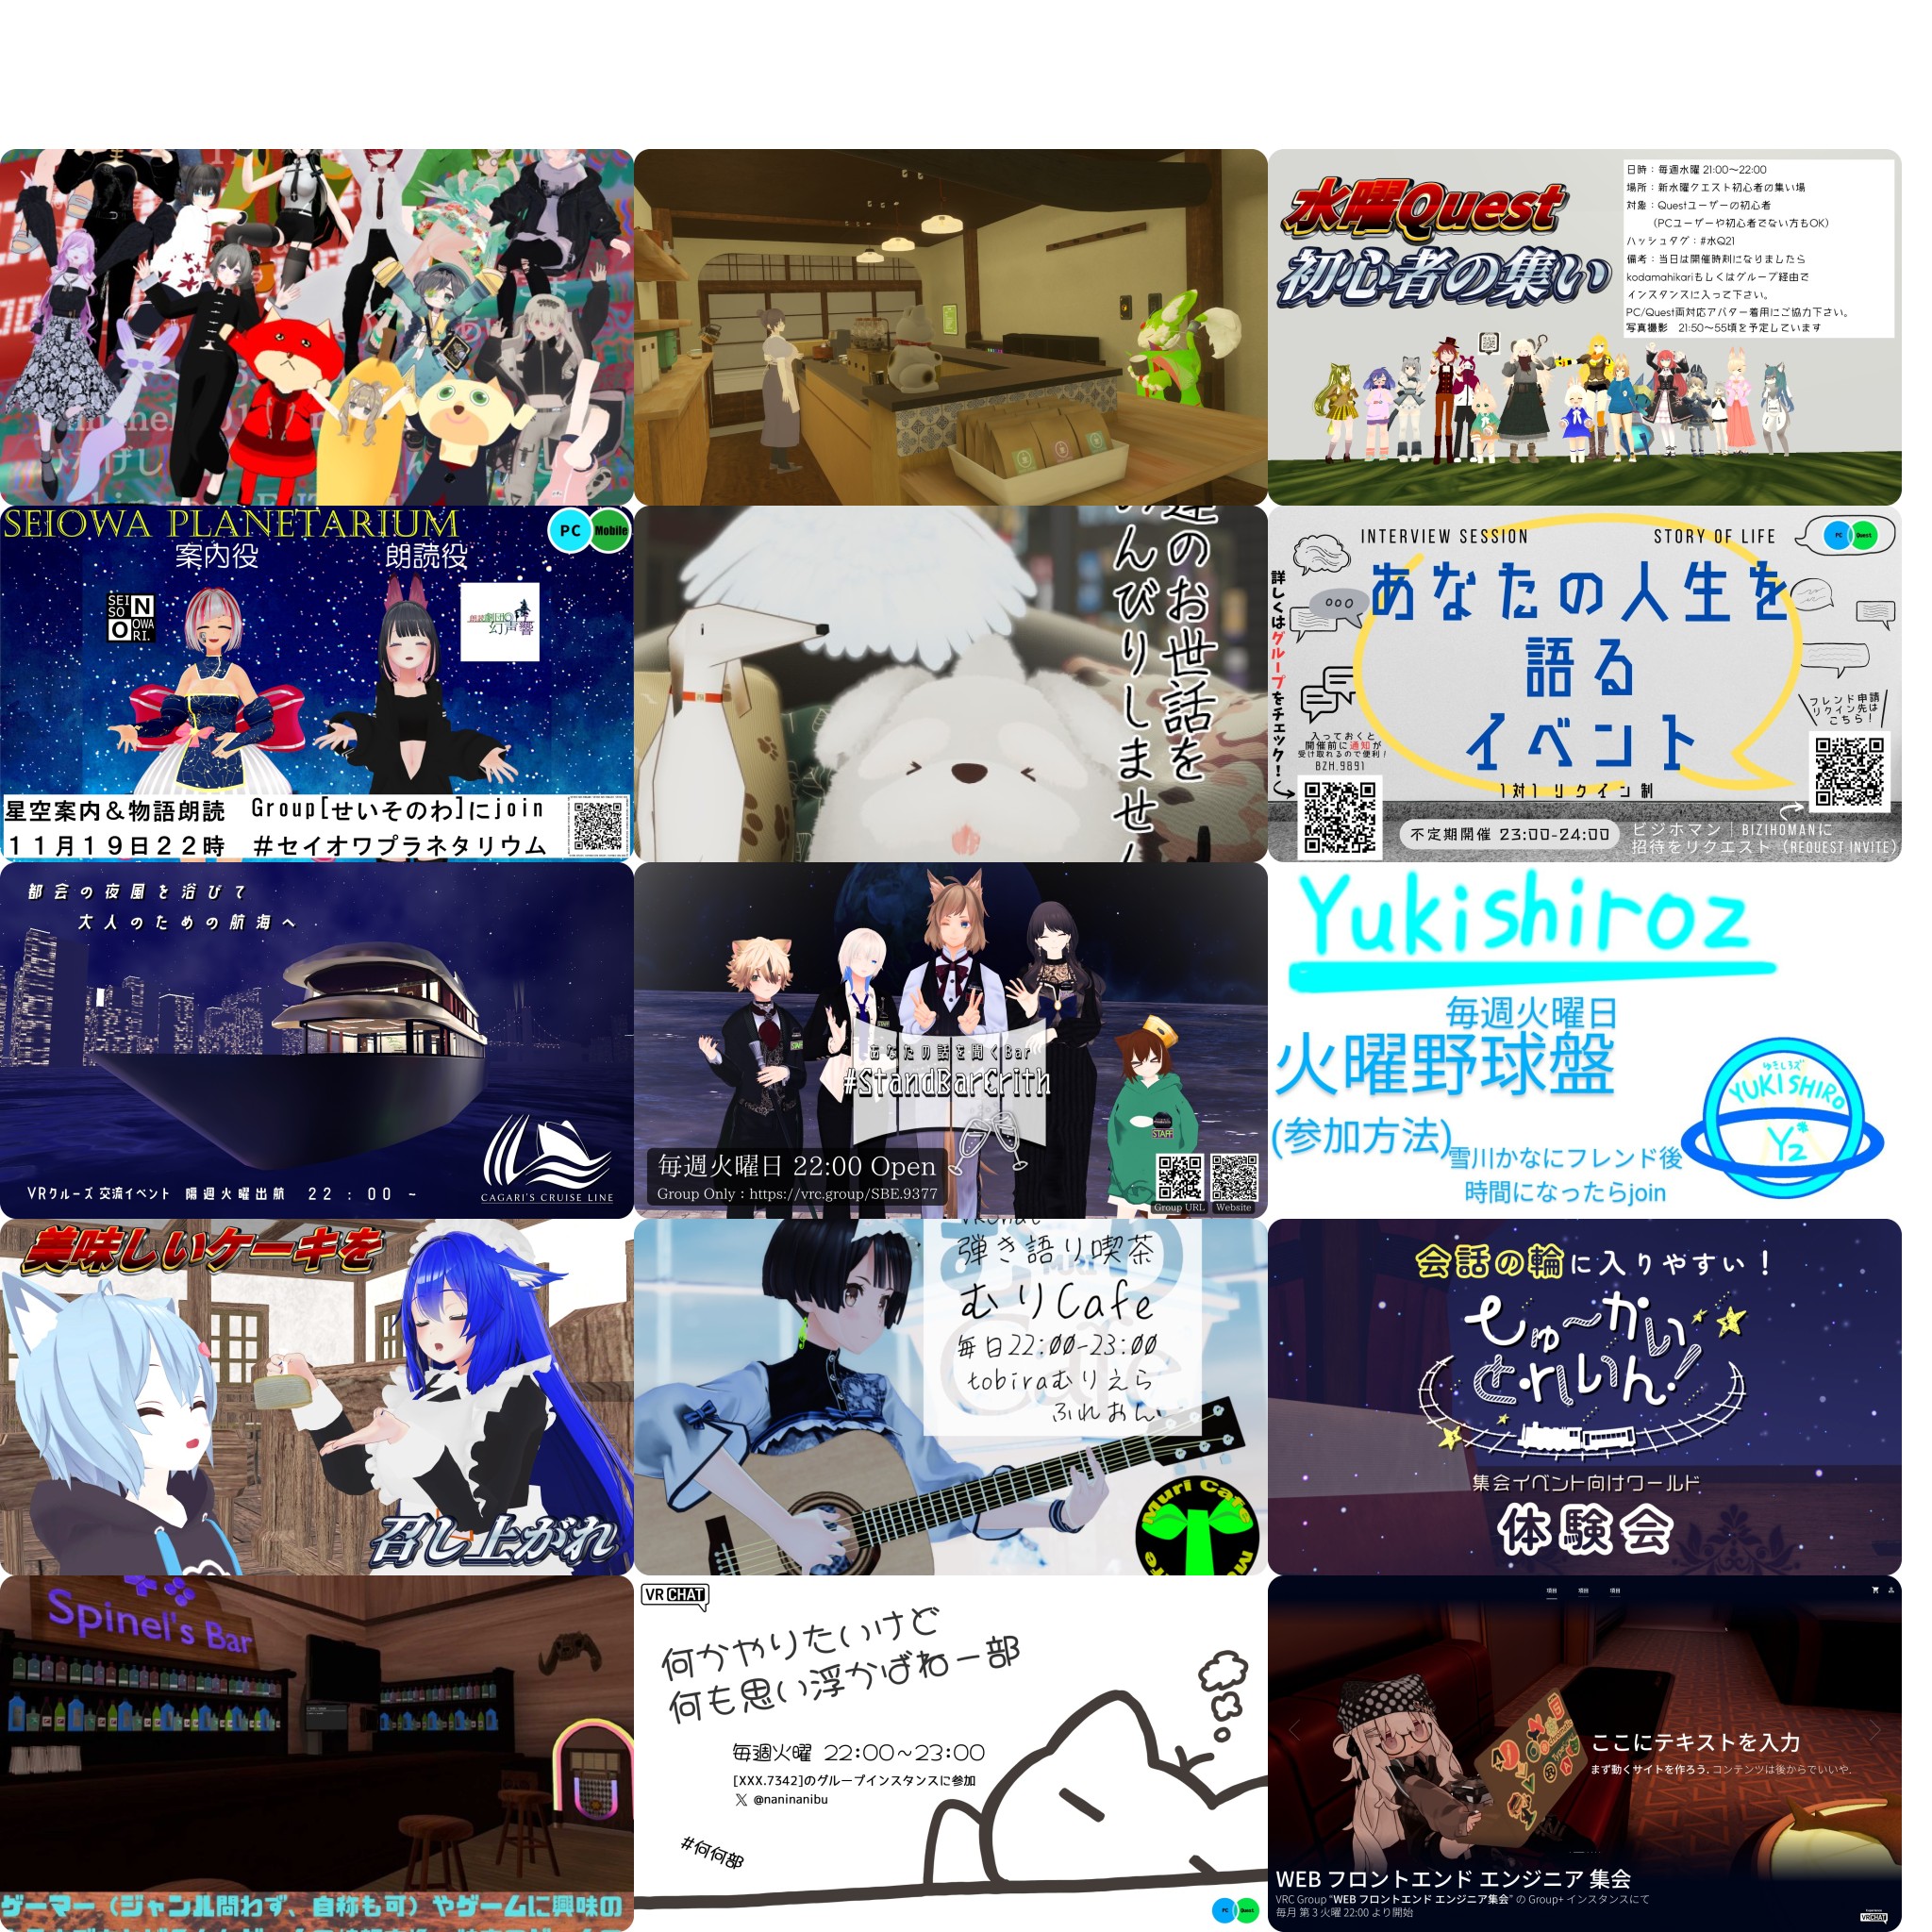 水曜Quest
初心者の集い
日時：毎週水曜 21:00～22:00
場所：新水曜クエスト初心者の集い場
対象：Questユーザーの初心者
（PCユーザーや初心者でない方もOK）
ハッシュタグ：#水Q21
備考：当日は開催時刻になりましたら
kodamahikariもしくはグループ経由で
インスタンスに入って下さい。
PC/Quest両対応アバター着用にご協力下さい。
写真撮影　21:50～55頃を予定しています
SEIOWA PLANETARIUM
PC Mobile
案内役 朗読役
SEI
SO N
O OWA
RI.
朗読劇団
幻声響
星空案内＆物語朗読 Group[せいそのわ]にjoin
１１月１９日２２時 ＃セイオワプラネタリウム
達のお世話を
んびりしません
INTERVIEW SESSION STORY OF LIFE
PC Quest
あなたの人生を
語る
イベント
1対1 リクイン制
詳しくはグループをチェック！
入っておくと
開催前に通知が
受け取れるので便利！
BZH.9891
フレンド申請
リクイン先は
こちら！
不定期開催 23:00-24:00
ビジホマン｜BIZIHOMANに
招待をリクエスト（REQUEST INVITE）
都会の夜風を浴びて
大人のための航海へ
VRクルーズ交流イベント 隔週火曜出航 22：00～
CAGARI'S CRUISE LINE
あなたの話を聞くBar
#StandBarCrith
STAFF
毎週火曜日 22:00 Open
Group Only : https://vrc.group/SBE.9377
Group URL Website
Yukishiroz
毎週火曜日
火曜野球盤
(参加方法)
雪川かなにフレンド後
時間になったらjoin
ゆきしろズ
YUKISHIRO
Yz
美味しいケーキを
召し上がれ
VRChat
弾き語り喫茶
むりCafe
毎日22:00-23:00
tobiraむりえら
ふれおん
Muri Cafe
会話の輪に入りやすい！
ちゅ～かい
とれいん！
集会イベント向けワールド
体験会
Spinel's Bar
ゲーマー（ジャンル問わず、自称も可）やゲームに興味の
VRCHAT
何かやりたいけど
何も思い浮かばねー部
毎週火曜 22:00～23:00
[XXX.7342]のグループインスタンスに参加
X @naninanibu
#何何部
PC Quest
項目 項目 項目
ここにテキストを入力
まず動くサイトを作ろう. コンテンツは後からでいいや.
WEB フロントエンド エンジニア 集会
VRC Group “WEB フロントエンド エンジニア集会” の Group+ インスタンスにて
毎月 第 3 火曜 22:00 より開始
VRCHAT